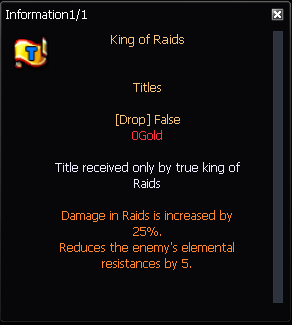 Information1/1
King of Raids
T
Titles
[Drop] False
0Gold
Title received only by true king of
Raids
Damage in Raids is increased by
25%.
Reduces the enemy's elemental
resistances by 5.